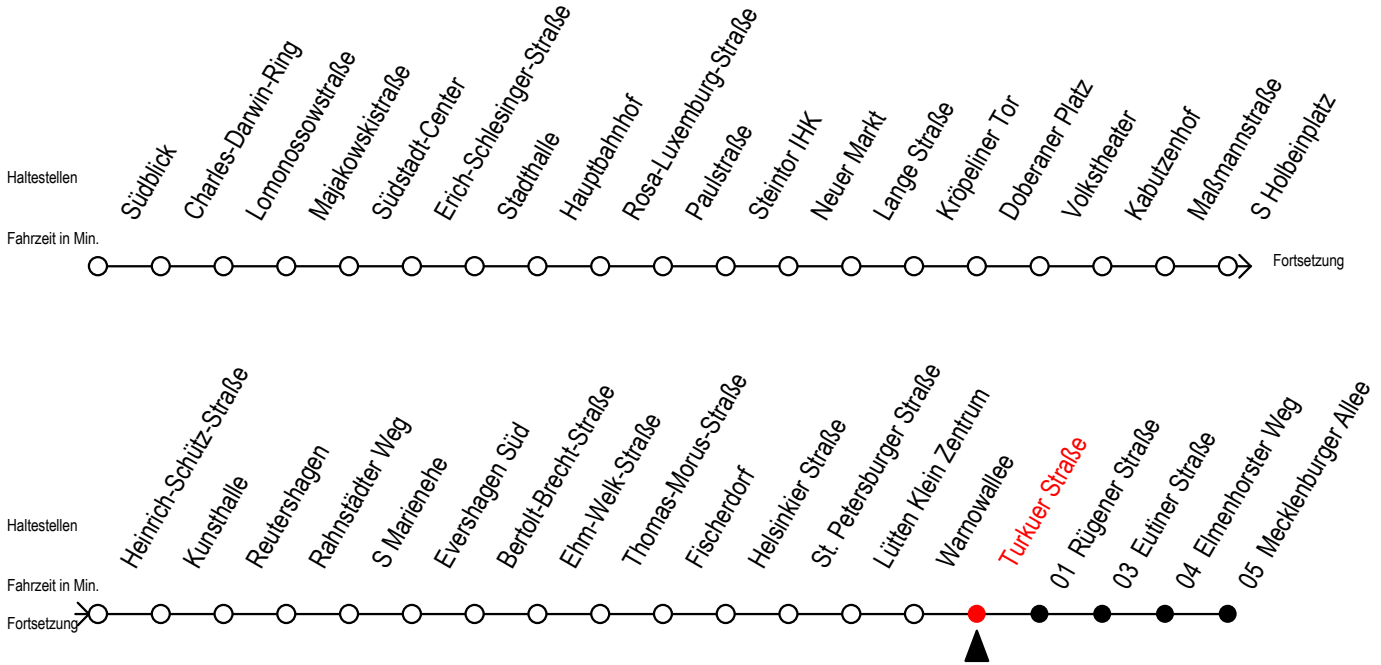 Haltestellen
Südblick
Charles-Darwin-Ring
Lomonossowstraße
Majakowskistraße
Südstadt-Center
Erich-Schlesinger-Straße
Stadthalle
Hauptbahnhof
Rosa-Luxemburg-Straße
Paulstraße
Steintor IHK
Neuer Markt
Lange Straße
Kröpeliner Tor
Doberaner Platz
Volkstheater
Kabutzenhof
Maßmannstraße
S Holbeinplatz
Fahrzeit in Min.
Fortsetzung
Haltestellen
Heinrich-Schütz-Straße
Kunsthalle
Reutershagen
Rahnstädter Weg
S Marienehe
Evershagen Süd
Bertolt-Brecht-Straße
Ehm-Welk-Straße
Thomas-Morus-Straße
Fischerdorf
Helsinkier Straße
St. Petersburger Straße
Lütten Klein Zentrum
Warnowallee
Turkuer Straße
01 Rügener Straße
03 Eutiner Straße
04 Elmenhorster Weg
05 Mecklenburger Allee
Fahrzeit in Min.
Fortsetzung